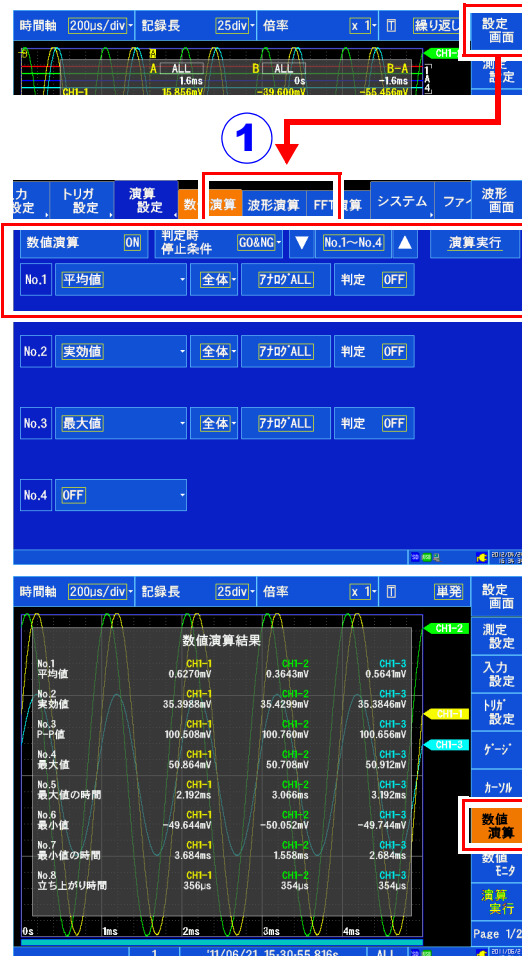 時間軸 200μs/div 記録長 25div 倍率 x 1 繰り返し 設定画面
CH1-1
測定設定
A ALL B ALL B-A
1.6ms 0s -1.6ms
CH1-1 15.856mV -39.600mV -55.456mV
1
トリガ設定 演算設定 演算 波形演算 システム 波形画面
数値演算 ON 判定時停止条件 GO&NG ▼ No.1~No.4 ▲ 演算実行
No.1 平均値 全体 アナログALL 判定 OFF
No.2 実効値 全体 アナログALL 判定 OFF
No.3 最大値 全体 アナログALL 判定 OFF
No.4 OFF
時間軸 200μs/div 記録長 25div 倍率 x 1 単発 設定画面
CH1-2
測定設定
数値演算結果
No.1 CH1-1 CH1-2 CH1-3
平均値 0.6270mV 0.3643mV 0.5641mV
入力設定
No.2 CH1-1 CH1-2 CH1-3
実効値 35.3988mV 35.4299mV 35.3846mV
トリガ設定
No.3 CH1-1 CH1-2 CH1-3
P-P値 100.508mV 100.760mV 100.656mV
CH1-1
CH1-3
ゲージ
No.4 CH1-1 CH1-2 CH1-3
最大値 50.864mV 50.708mV 50.912mV
No.5 CH1-1 CH1-2 CH1-3
最大値の時間 2.192ms 3.066ms 3.192ms
カーソル
No.6 CH1-1 CH1-2 CH1-3
最小値 -49.644mV -50.052mV -49.744mV
数値演算
No.7 CH1-1 CH1-2 CH1-3
最小値の時間 3.684ms 1.558ms 2.684ms
数値モニタ
No.8 CH1-1 CH1-2 CH1-3
立ち上がり時間 356μs 354μs 354μs
演算実行
0s 1ms 2ms 3ms 4ms
Page 1/2
1 '11/06/21 15:30:55.816s ALL